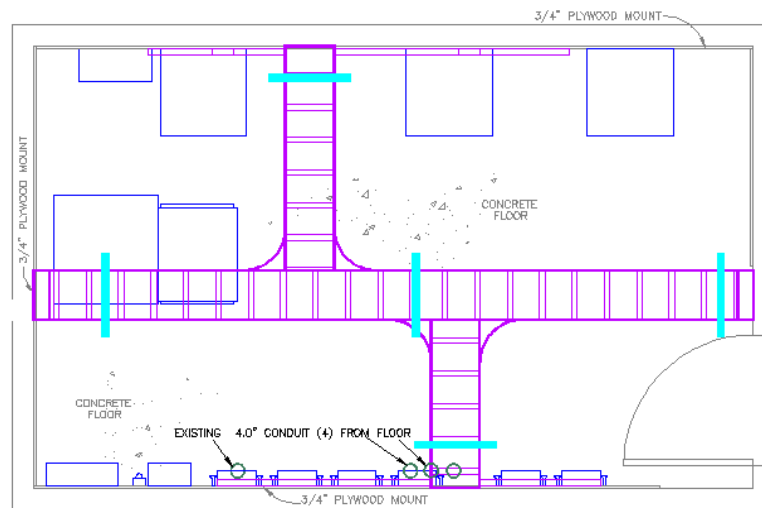 3/4" PLYWOOD MOUNT
3/4" PLYWOOD MOUNT
CONCRETE
FLOOR
CONCRETE
FLOOR
EXISTING 4.0" CONDUIT (4) FROM FLOOR
3/4" PLYWOOD MOUNT